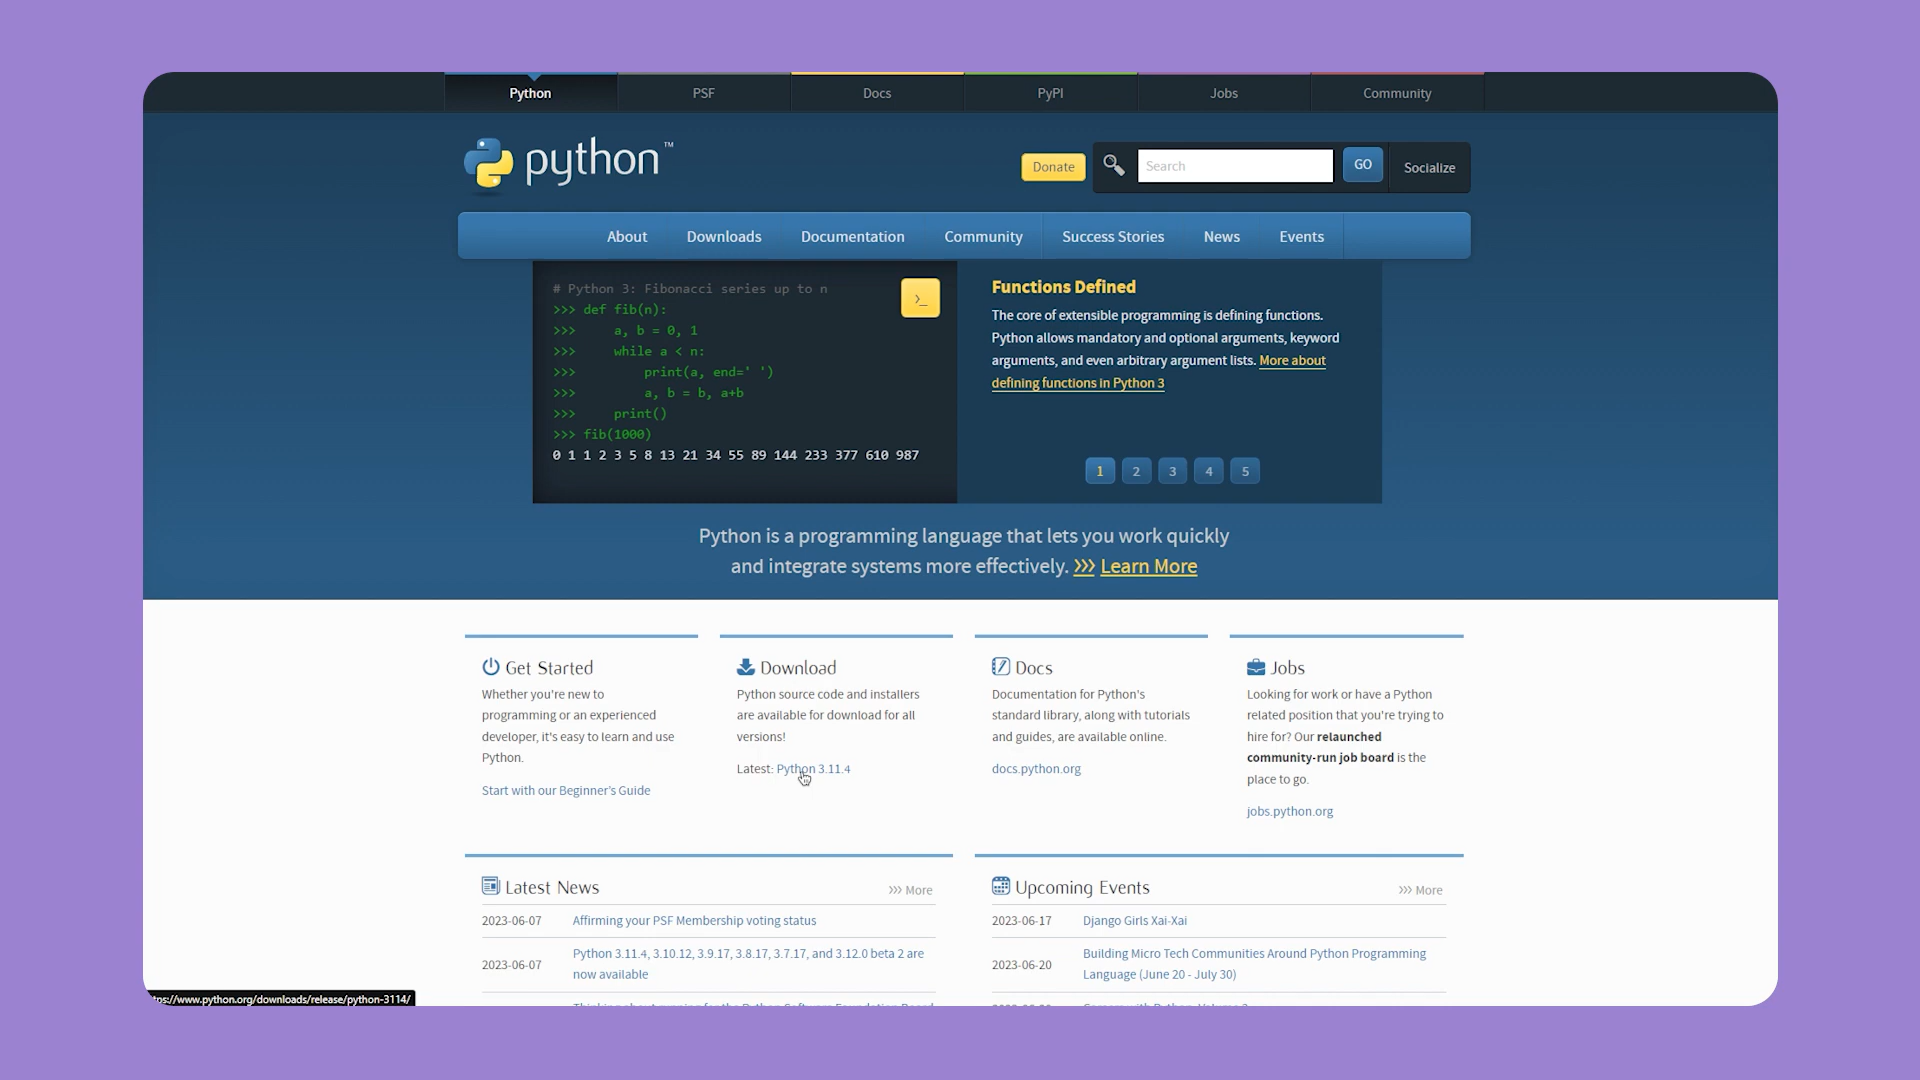 Python
PSF
Docs
PyPI
Jobs
Community
python™
Donate
Search
GO
Socialize
About
Downloads
Documentation
Community
Success Stories
News
Events
# Python 3: Fibonacci series up to n
>>> def fib(n):
>>>     a, b = 0, 1
>>>     while a < n:
>>>         print(a, end=' ')
>>>         a, b = b, a+b
>>>     print()
>>> fib(1000)
0 1 1 2 3 5 8 13 21 34 55 89 144 233 377 610 987
>_
Functions Defined
The core of extensible programming is defining functions.
Python allows mandatory and optional arguments, keyword
arguments, and even arbitrary argument lists. More about
defining functions in Python 3
1 2 3 4 5
Python is a programming language that lets you work quickly
and integrate systems more effectively. >>> Learn More
Get Started
Whether you're new to
programming or an experienced
developer, it's easy to learn and use
Python.
Start with our Beginner's Guide
Download
Python source code and installers
are available for download for all
versions!
Latest: Python 3.11.4
Docs
Documentation for Python's
standard library, along with tutorials
and guides, are available online.
docs.python.org
Jobs
Looking for work or have a Python
related position that you're trying to
hire for? Our relaunched
community-run job board is the
place to go.
jobs.python.org
Latest News
>>> More
2023-06-07 Affirming your PSF Membership voting status
2023-06-07 Python 3.11.4, 3.10.12, 3.9.17, 3.8.17, 3.7.17, and 3.12.0 beta 2 are
now available
Upcoming Events
>>> More
2023-06-17 Django Girls Xai-Xai
2023-06-20 Building Micro Tech Communities Around Python Programming
Language (June 20 - July 30)
tps://www.python.org/downloads/release/python-3114/